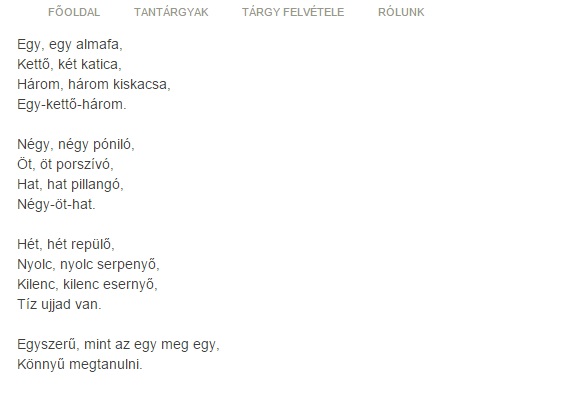 FŐOLDAL TANTÁRGYAK TÁRGY FELVÉTELE RÓLUNK
Egy, egy almafa,
Kettő, két katica,
Három, három kiskacsa,
Egy-kettő-három.
Négy, négy póniló,
Öt, öt porszívó,
Hat, hat pillangó,
Négy-öt-hat.
Hét, hét repülő,
Nyolc, nyolc serpenyő,
Kilenc, kilenc esernyő,
Tíz ujjad van.
Egyszerű, mint az egy meg egy,
Könnyű megtanulni.